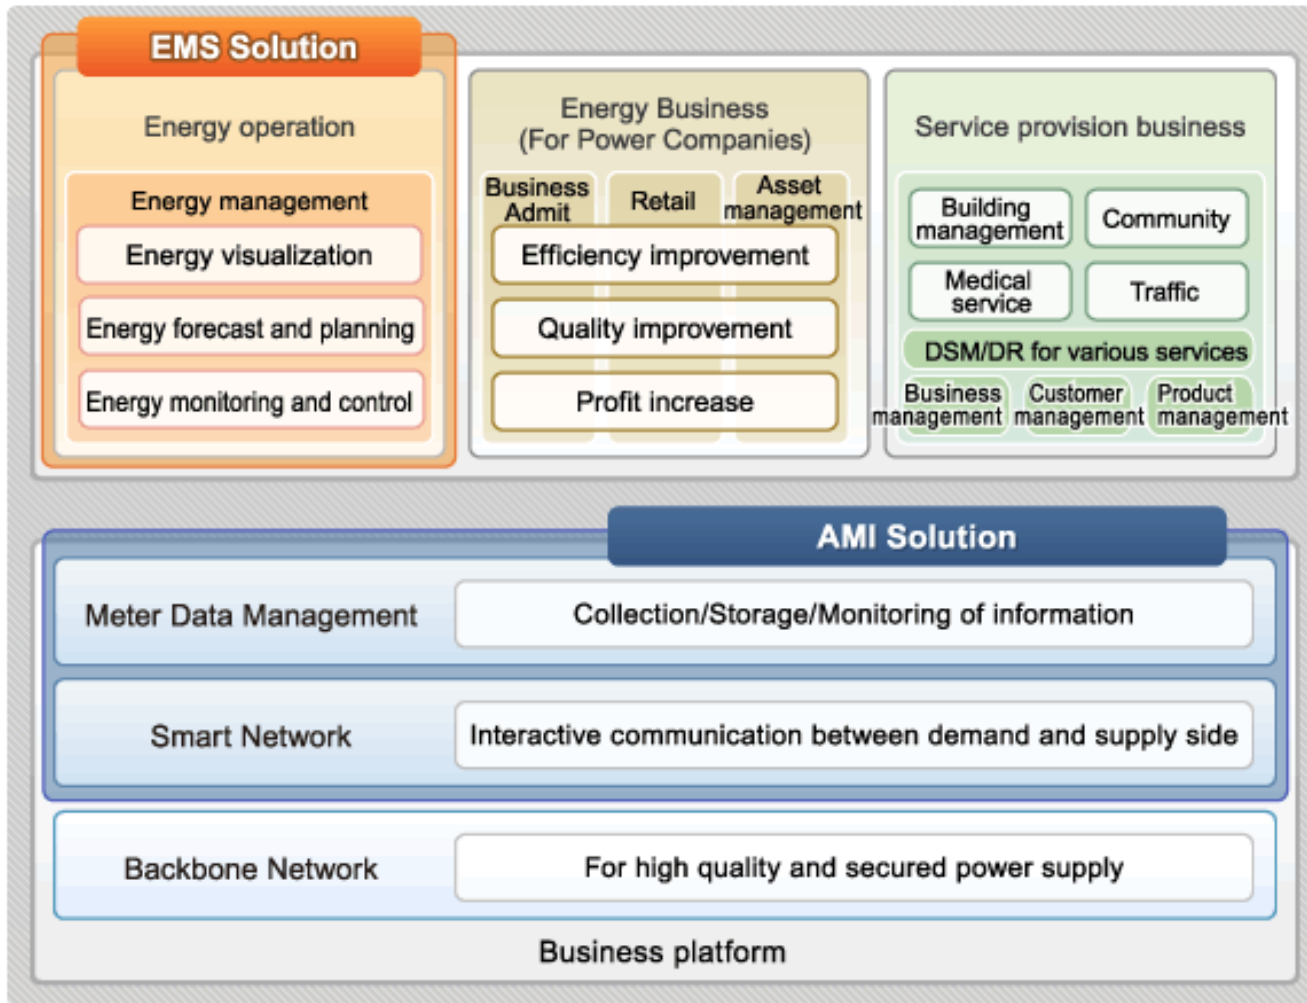 EMS Solution
Energy operation
Energy management
Energy visualization
Energy forecast and planning
Energy monitoring and control
Energy Business
(For Power Companies)
Business
Admit
Retail
Asset
management
Efficiency improvement
Quality improvement
Profit increase
Service provision business
Building
management
Community
Medical
service
Traffic
DSM/DR for various services
Business
management
Customer
management
Product
management
AMI Solution
Meter Data Management
Collection/Storage/Monitoring of information
Smart Network
Interactive communication between demand and supply side
Backbone Network
For high quality and secured power supply
Business platform